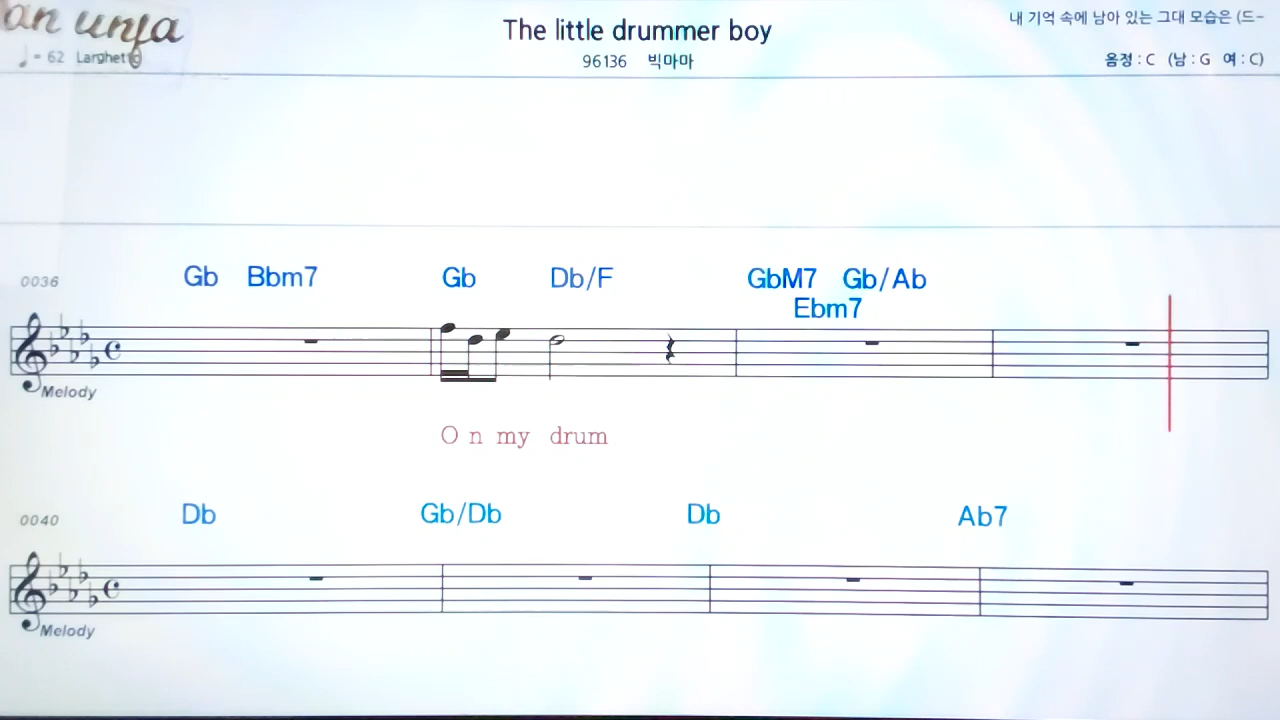 The little drummer boy
내 기억 속에 남아 있는 그대 모습은 (드-
♩ = 62 Larghetto
96136 빅마마
음정 : C (남 : G 여 : C)
0036 Gb Bbm7 Gb Db/F GbM7 Gb/Ab
Ebm7
Melody
O n my drum
0040 Db Gb/Db Db Ab7
Melody